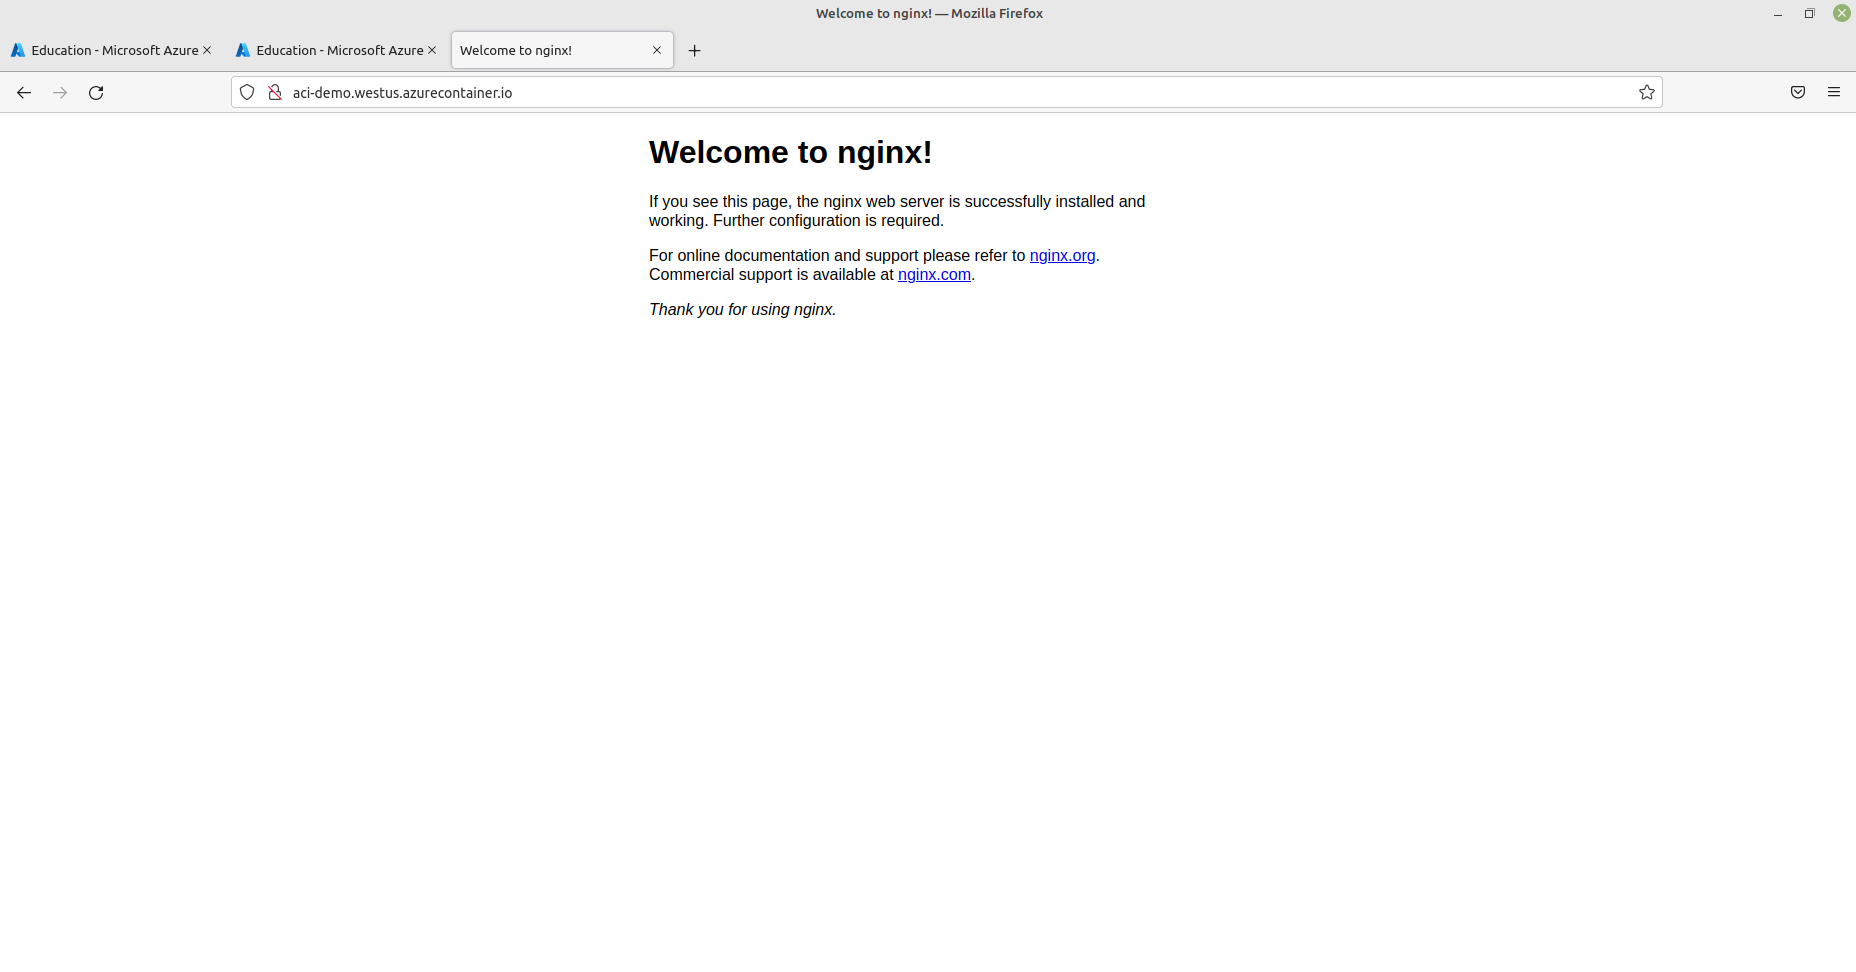 Welcome to nginx! — Mozilla Firefox
Education - Microsoft Azure
Education - Microsoft Azure
Welcome to nginx!
aci-demo.westus.azurecontainer.io
Welcome to nginx!
If you see this page, the nginx web server is successfully installed and
working. Further configuration is required.
For online documentation and support please refer to nginx.org.
Commercial support is available at nginx.com.
Thank you for using nginx.